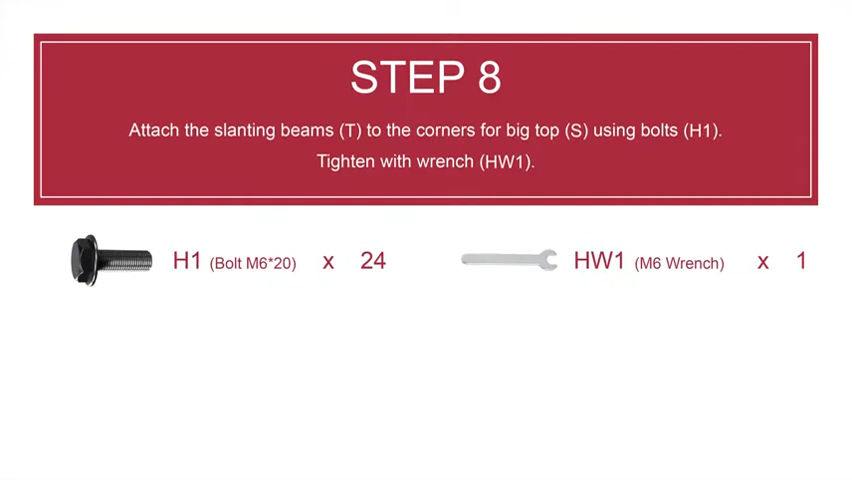 STEP 8
Attach the slanting beams (T) to the corners for big top (S) using bolts (H1).
Tighten with wrench (HW1).
H1 (Bolt M6*20) x 24
HW1 (M6 Wrench) x 1